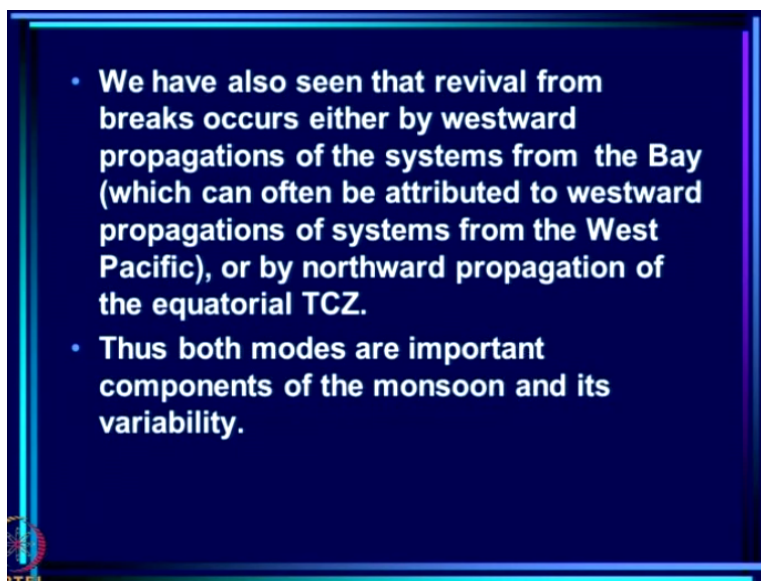 • We have also seen that revival from
breaks occurs either by westward
propagations of the systems from the Bay
(which can often be attributed to westward
propagations of systems from the West
Pacific), or by northward propagation of
the equatorial TCZ.
• Thus both modes are important
components of the monsoon and its
variability.